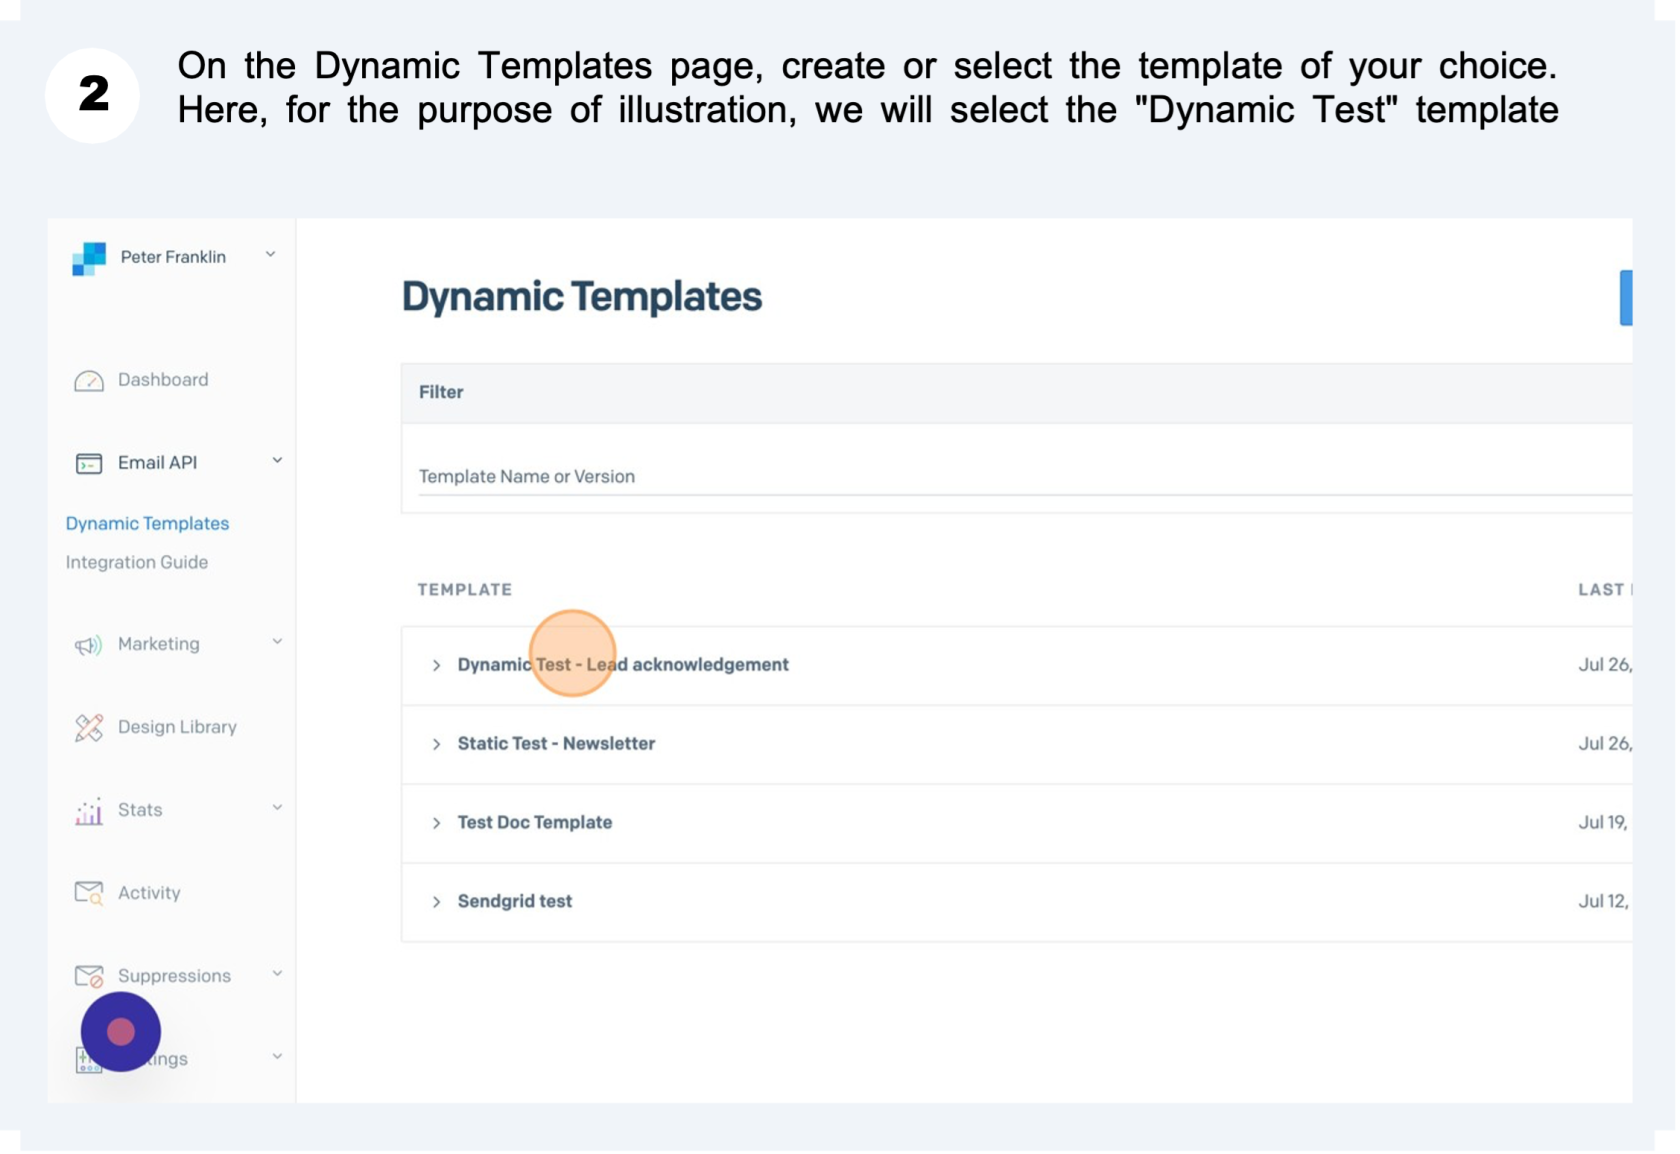 2
On the Dynamic Templates page, create or select the template of your choice.
Here, for the purpose of illustration, we will select the "Dynamic Test" template
Peter Franklin
Dashboard
Email API
Dynamic Templates
Integration Guide
Marketing
Design Library
Stats
Activity
Suppressions
ings
Dynamic Templates
Filter
Template Name or Version
TEMPLATE LAST
Dynamic Test - Lead acknowledgement Jul 26,
Static Test - Newsletter Jul 26,
Test Doc Template Jul 19,
Sendgrid test Jul 12,